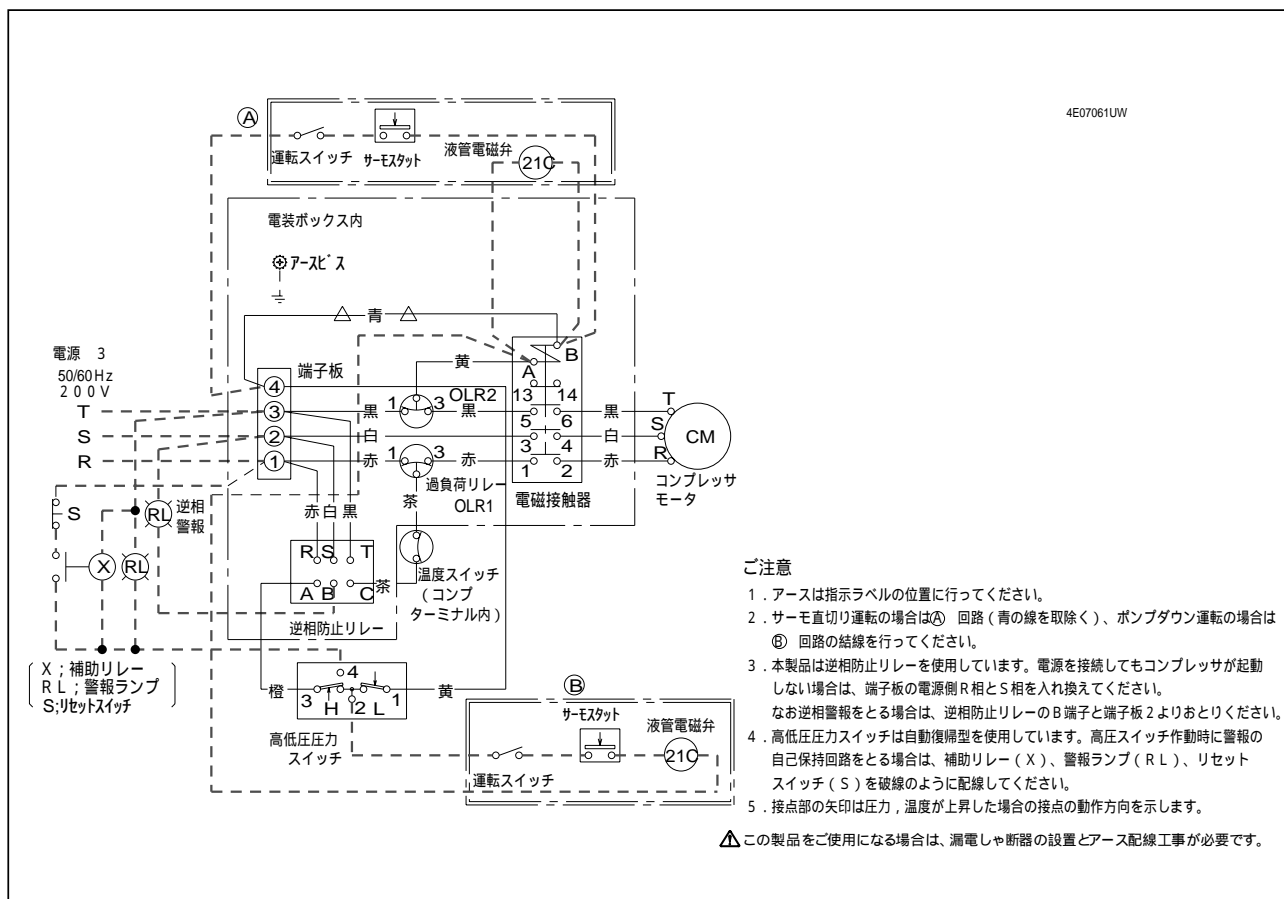 4E07061UW
Ⓐ
運転スイッチ
サーモスタット
液管電磁弁
21C
電装ボックス内
アースビス
青
電源 3
50/60Hz
200V
T
S
R
端子板
4
3
2
1
黄
OLR2
1
3
黒
黒
白
1
3
赤
赤
過負荷リレー
OLR1
茶
A
B
13
14
5
6
3
4
1
2
電磁接触器
黒
白
赤
T
S
R
CM
コンプレッサ
モータ
S
RL
逆相
警報
X
RL
赤
白
黒
R
S
T
A
B
C
茶
逆相防止リレー
温度スイッチ
(コンプ
ターミナル内)
X;補助リレー
RL;警報ランプ
S;リセットスイッチ
橙
4
3
H
2
L
1
黄
高低圧圧力
スイッチ
Ⓑ
サーモスタット
液管電磁弁
21C
運転スイッチ
ご注意
1.アースは指示ラベルの位置に行ってください。
2.サーモ直切り運転の場合はⒶ 回路(青の線を取除く)、ポンプダウン運転の場合は
Ⓑ 回路の結線を行ってください。
3.本製品は逆相防止リレーを使用しています。電源を接続してもコンプレッサが起動
しない場合は、端子板の電源側R相とS相を入れ換えてください。
なお逆相警報をとる場合は、逆相防止リレーのB端子と端子板2よりおとりください。
4.高低圧圧力スイッチは自動復帰型を使用しています。高圧スイッチ作動時に警報の
自己保持回路をとる場合は、補助リレー(X)、警報ランプ(RL)、リセット
スイッチ(S)を破線のように配線してください。
5.接点部の矢印は圧力,温度が上昇した場合の接点の動作方向を示します。
⚠この製品をご使用になる場合は、漏電しゃ断器の設置とアース配線工事が必要です。